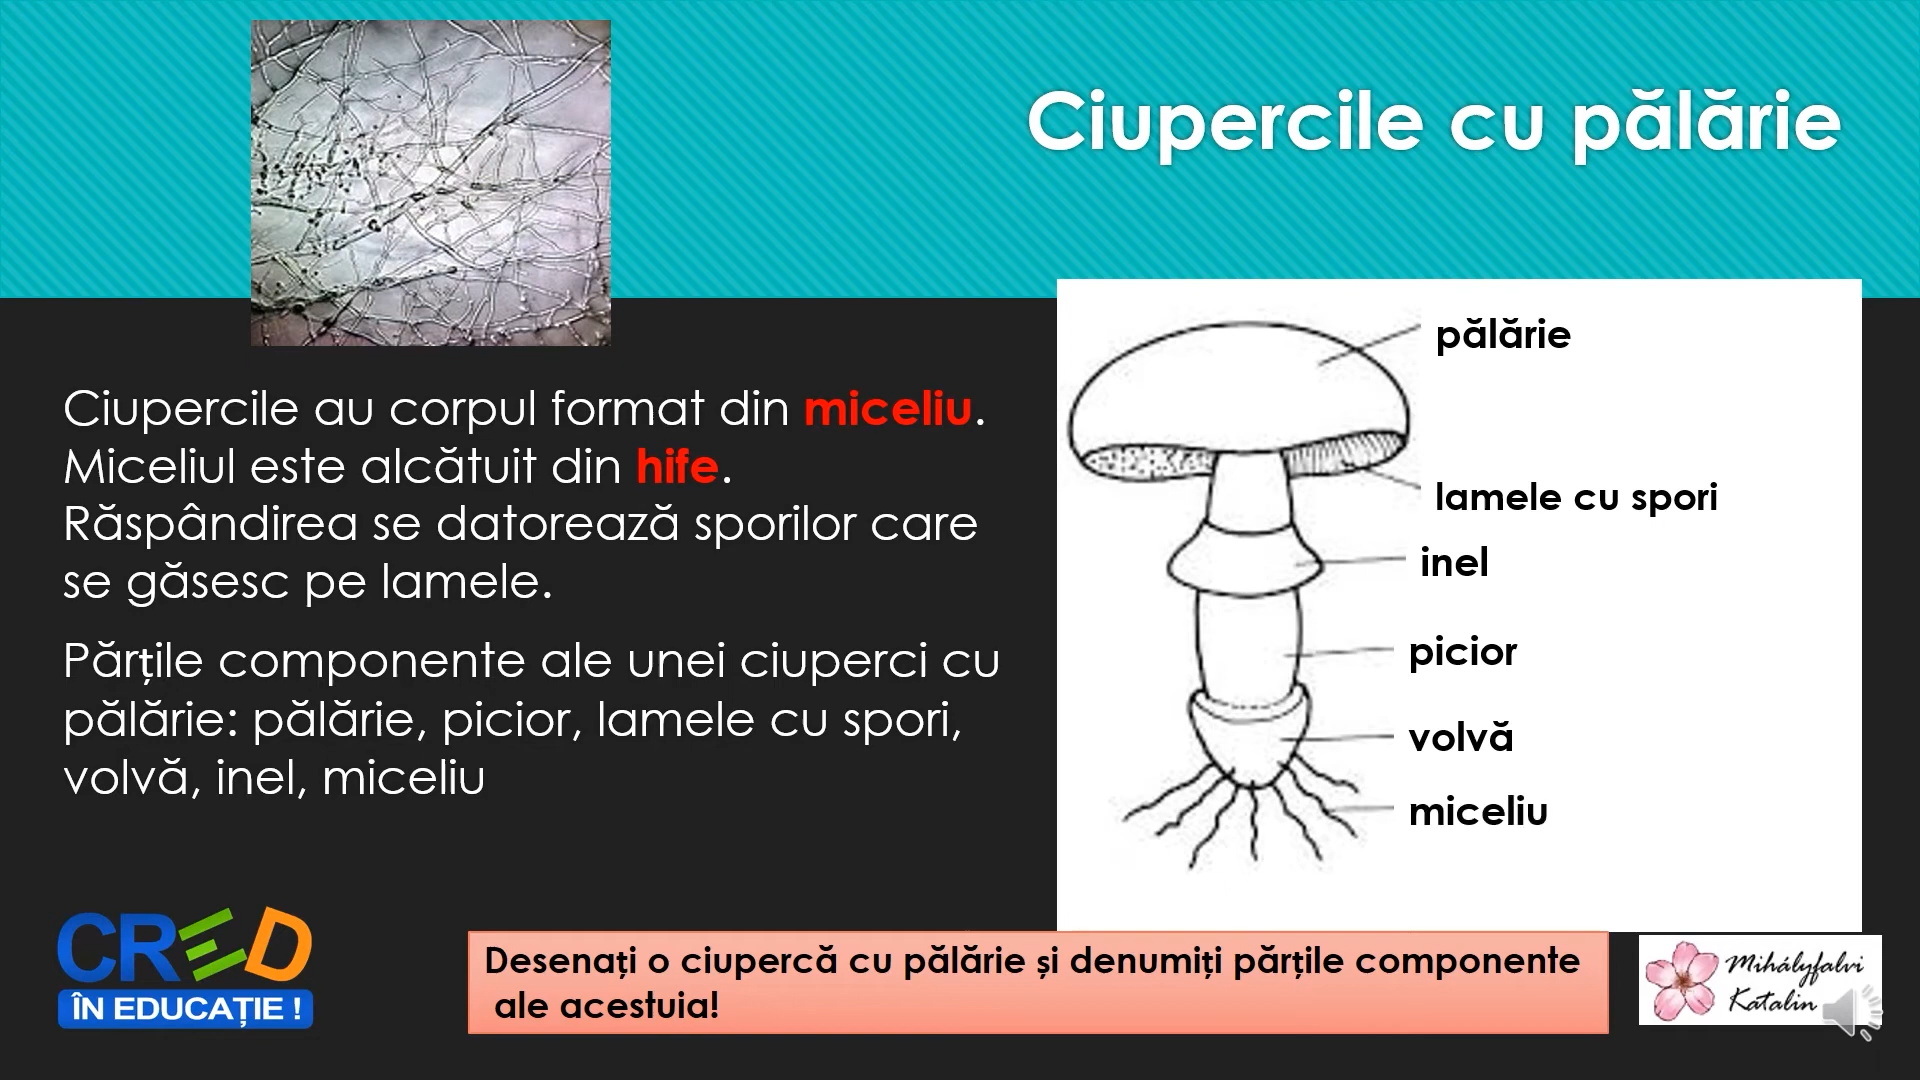 Ciupercile cu pălărie
Ciupercile au corpul format din miceliu.
Miceliul este alcătuit din hife.
Răspândirea se datorează sporilor care
se găsesc pe lamele.
Părțile componente ale unei ciuperci cu
pălărie: pălărie, picior, lamele cu spori,
volvă, inel, miceliu
pălărie
lamele cu spori
inel
picior
volvă
miceliu
CRED
ÎN EDUCAȚIE !
Desenați o ciupercă cu pălărie și denumiți părțile componente
ale acestuia!
Mihályfalvi
Katalin